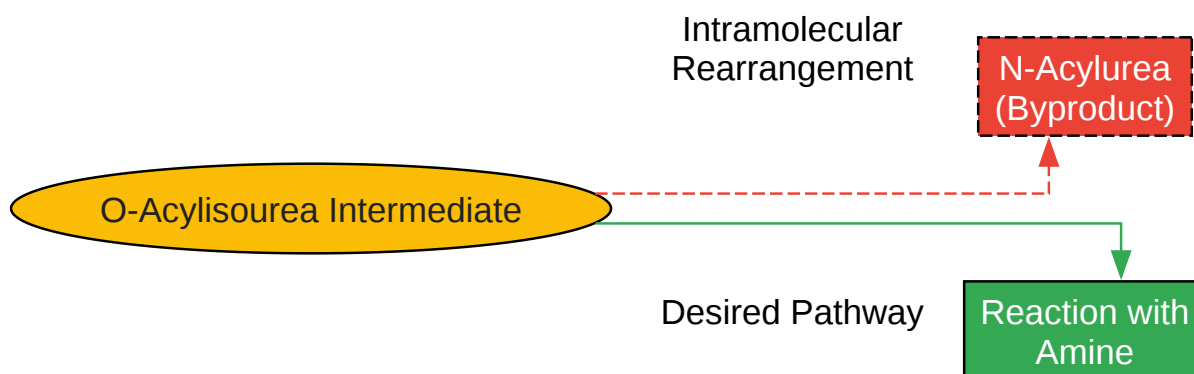 Intramolecular
Rearrangement
N-Acylurea
(Byproduct)
O-Acylisourea Intermediate
Desired Pathway
Reaction with
Amine